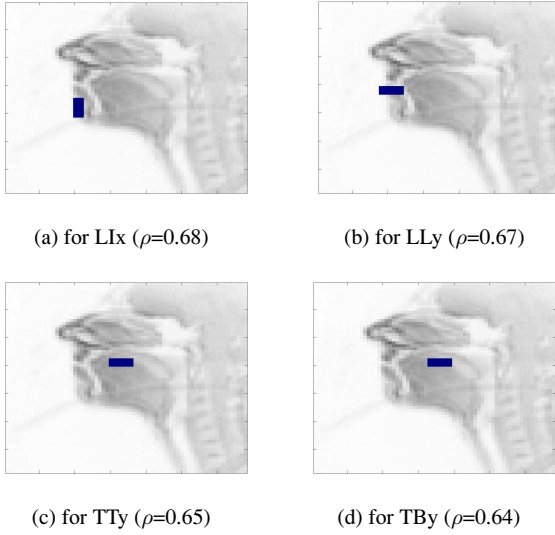 (a) for LIx (ρ=0.68)
(b) for LLy (ρ=0.67)
(c) for TTy (ρ=0.65)
(d) for TBy (ρ=0.64)